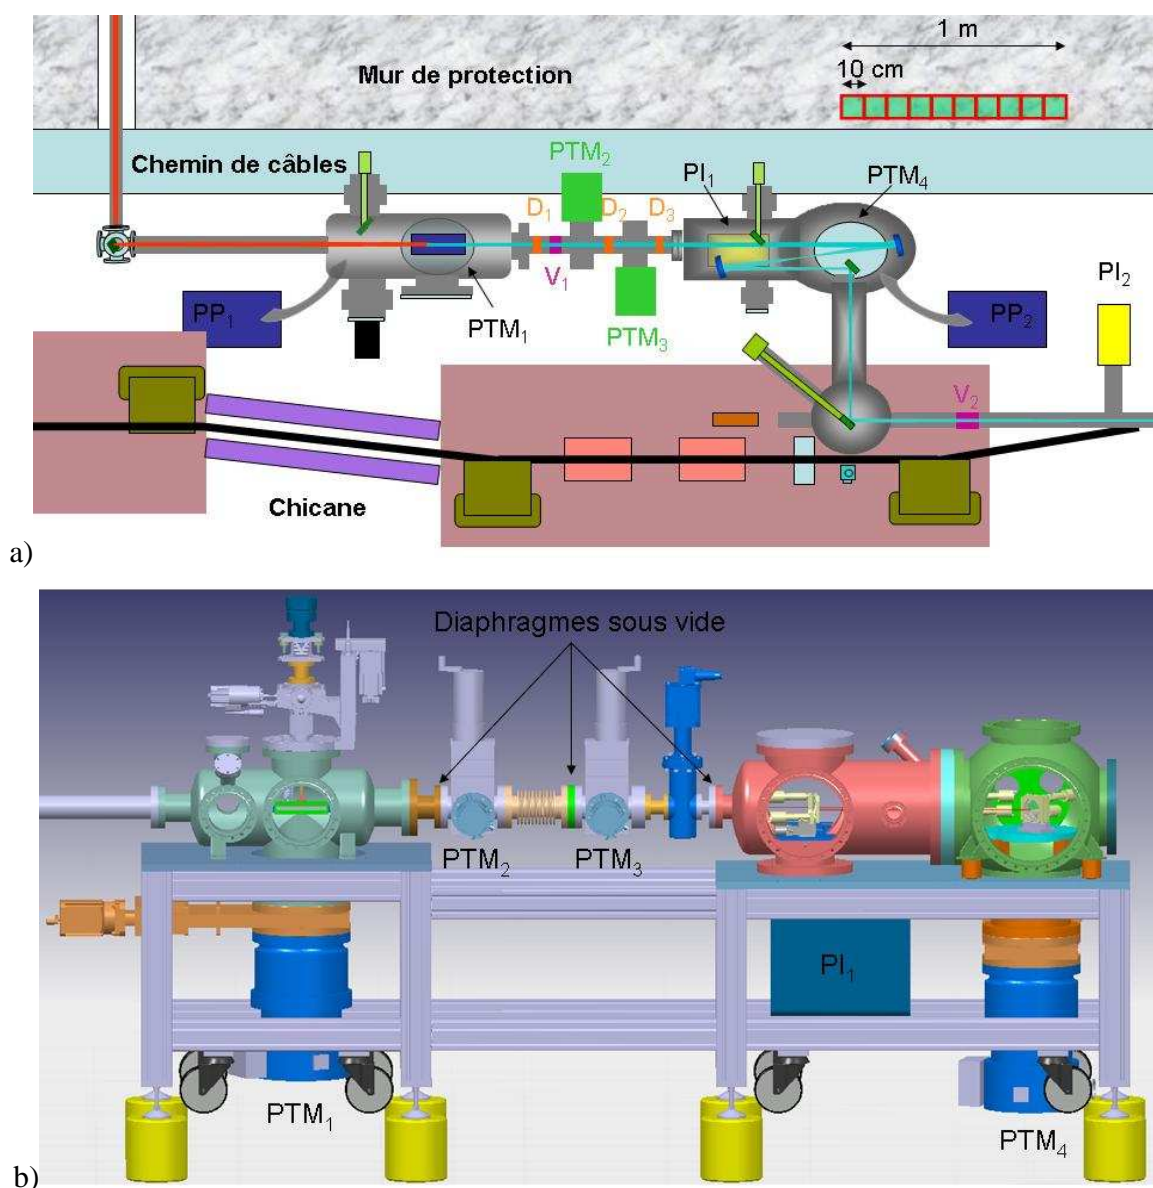 1 m
Mur de protection
10 cm
Chemin de câbles
PTM2
PI1
PTM4
D1 D2 D3
V1
PI2
PP1
PTM1
PTM3
PP2
V2
Chicane
a)
Diaphragmes sous vide
PTM2
PTM3
PI1
PTM1
PTM4
b)